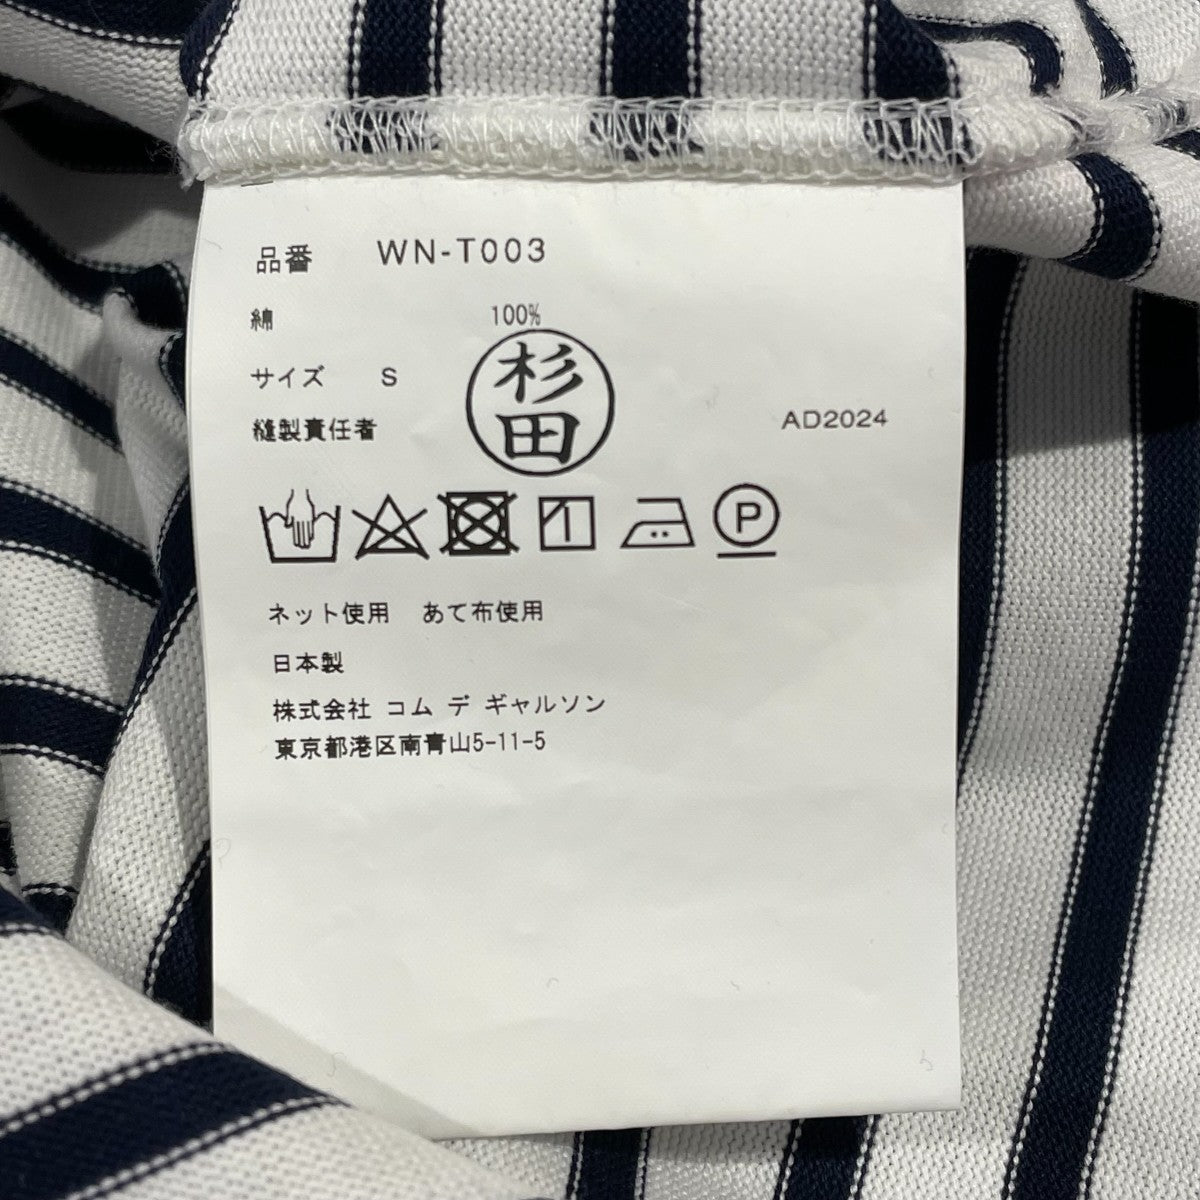 品番 WN-T003
綿 100%
サイズ S
杉田
縫製責任者
AD2024
P
ネット使用 あて布使用
日本製
株式会社 コム デ ギャルソン
東京都港区南青山5-11-5